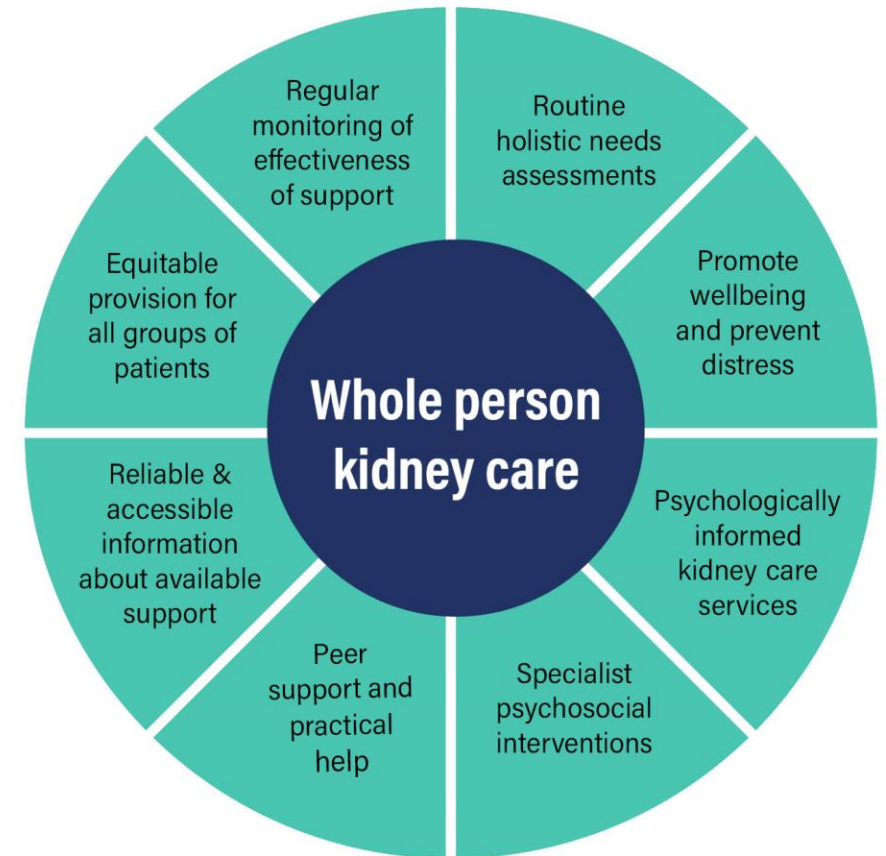 Whole person
kidney care
Routine
holistic needs
assessments
Promote
wellbeing
and prevent
distress
Psychologically
informed
kidney care
services
Specialist
psychosocial
interventions
Peer
support and
practical
help
Reliable &
accessible
information
about available
support
Equitable
provision for
all groups of
patients
Regular
monitoring of
effectiveness
of support